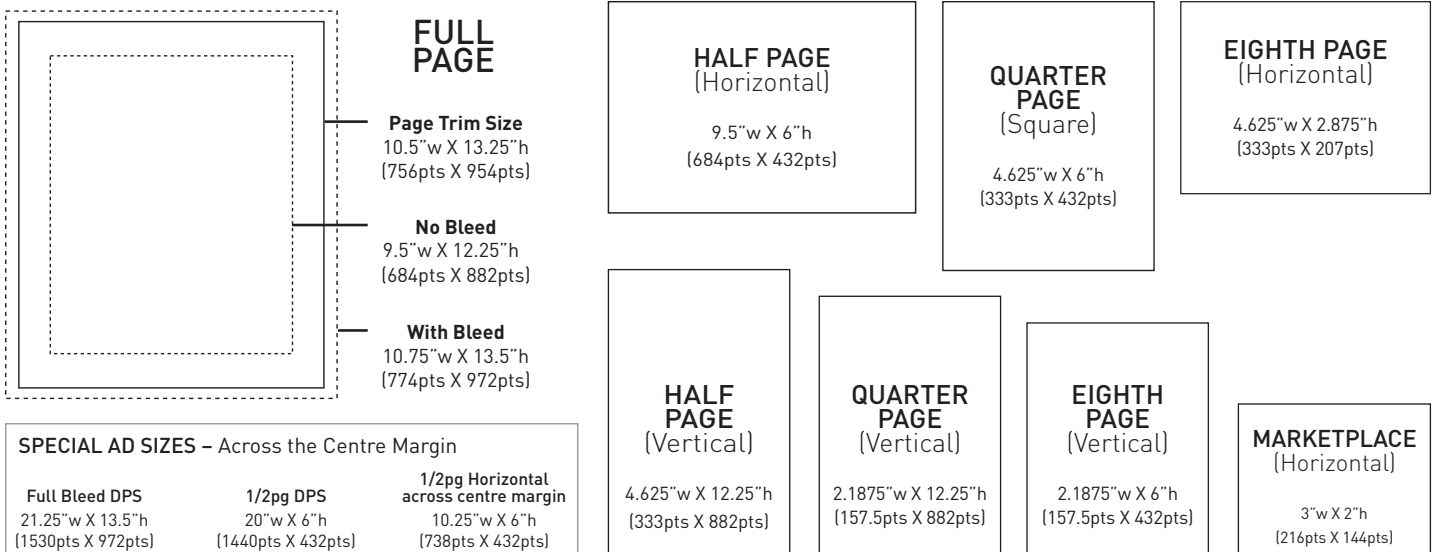 FULL
PAGE
Page Trim Size
10.5”w X 13.25”h
(756pts X 954pts)
No Bleed
9.5”w X 12.25”h
(684pts X 882pts)
With Bleed
10.75”w X 13.5”h
(774pts X 972pts)
HALF PAGE
(Horizontal)
9.5”w X 6”h
(684pts X 432pts)
QUARTER
PAGE
(Square)
4.625”w X 6”h
(333pts X 432pts)
EIGHTH PAGE
(Horizontal)
4.625”w X 2.875”h
(333pts X 207pts)
HALF
PAGE
(Vertical)
4.625”w X 12.25”h
(333pts X 882pts)
QUARTER
PAGE
(Vertical)
2.1875”w X 12.25”h
(157.5pts X 882pts)
EIGHTH
PAGE
(Vertical)
2.1875”w X 6”h
(157.5pts X 432pts)
MARKETPLACE
(Horizontal)
3”w X 2”h
(216pts X 144pts)
SPECIAL AD SIZES – Across the Centre Margin
Full Bleed DPS
21.25”w X 13.5”h
(1530pts X 972pts)
1/2pg DPS
20”w X 6”h
(1440pts X 432pts)
1/2pg Horizontal
across centre margin
10.25”w X 6”h
(738pts X 432pts)